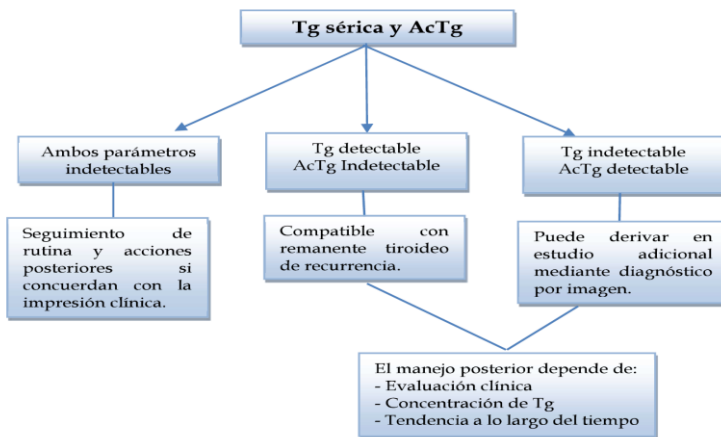 Tg sérica y AcTg
Ambos parámetros
indetectables
Tg detectable
AcTg Indetectable
Tg indetectable
AcTg detectable
Seguimiento de
rutina y acciones
posteriores si
concuerdan con la
impresión clínica.
Compatible con
remanente tiroideo
de recurrencia.
Puede derivar en
estudio adicional
mediante diagnóstico
por imagen.
El manejo posterior depende de:
- Evaluación clínica
- Concentración de Tg
- Tendencia a lo largo del tiempo